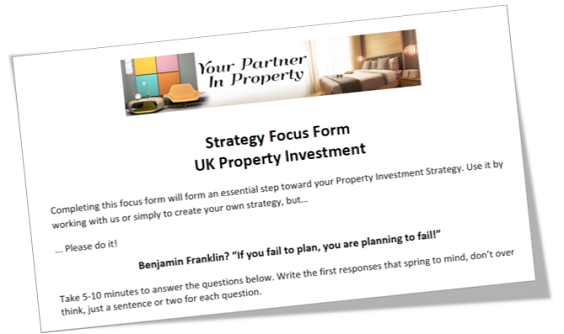 Your Partner
In Property
Strategy Focus Form
UK Property Investment
Completing this focus form will form an essential step toward your Property Investment Strategy. Use it by
working with us or simply to create your own strategy, but...
... Please do it!
Benjamin Franklin? “If you fail to plan, you are planning to fail!”
Take 5-10 minutes to answer the questions below. Write the first responses that spring to mind, don’t over
think, just a sentence or two for each question.